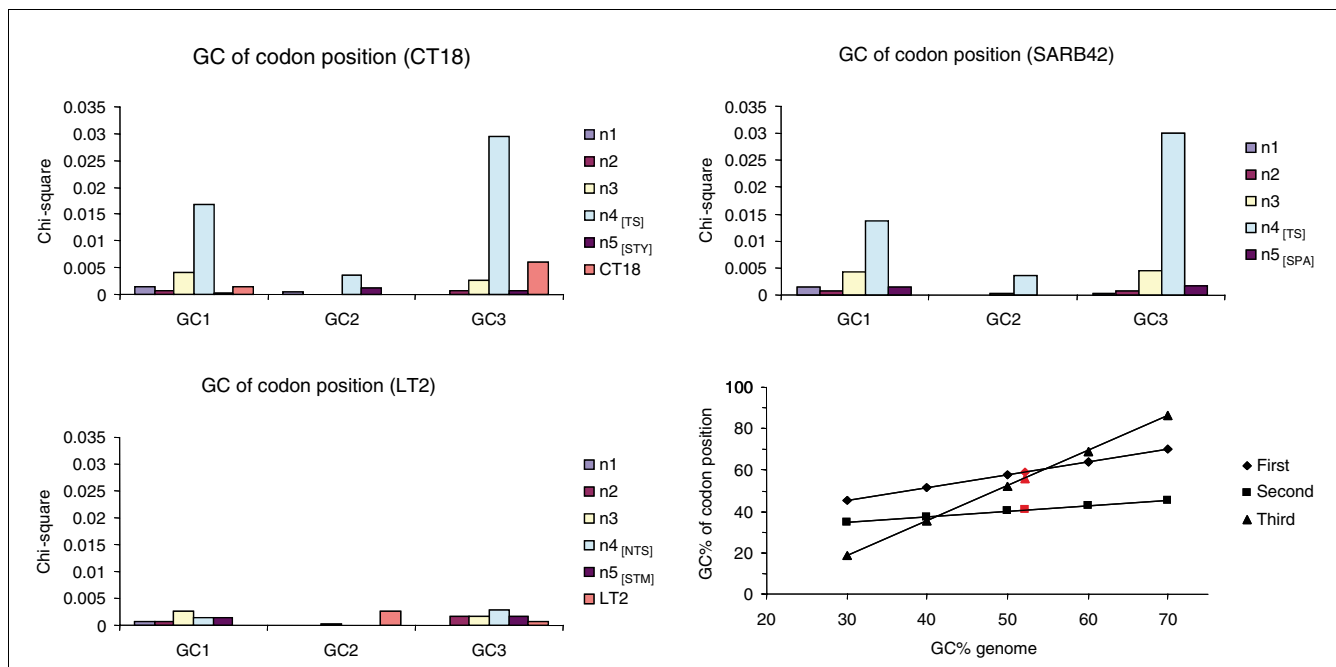 GC of codon position (CT18)
0.035
0.03
0.025
0.02
0.015
0.01
0.005
0
Chi-square
GC1
GC2
GC3
n1
n2
n3
n4 [TS]
n5 [STY]
CT18
GC of codon position (SARB42)
0.035
0.03
0.025
0.02
0.015
0.01
0.005
0
Chi-square
GC1
GC2
GC3
n1
n2
n3
n4 [TS]
n5 [SPA]
GC of codon position (LT2)
0.035
0.03
0.025
0.02
0.015
0.01
0.005
0
Chi-square
GC1
GC2
GC3
n1
n2
n3
n4 [NTS]
n5 [STM]
LT2
100
80
60
40
20
0
GC% of codon position
20
30
40
50
60
70
GC% genome
First
Second
Third